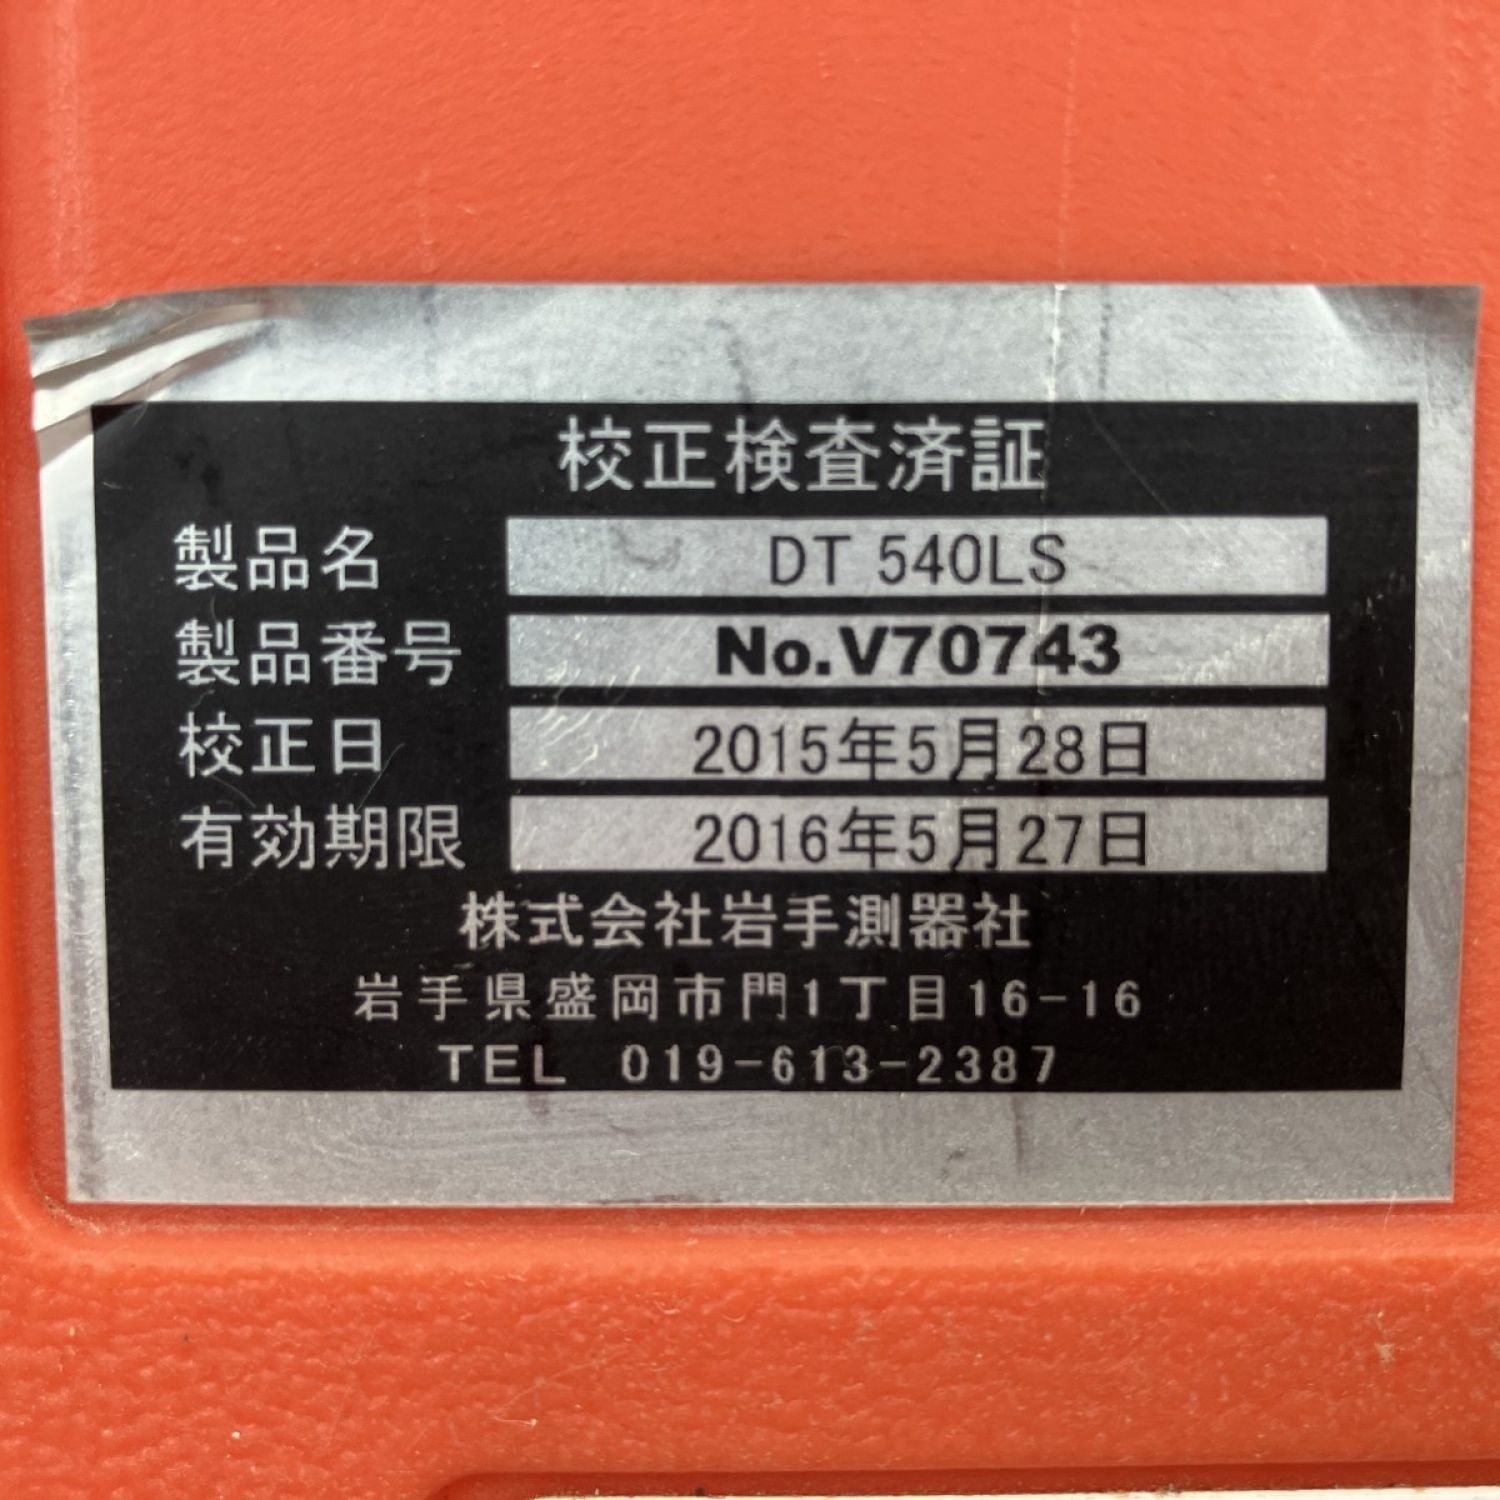 校正検査済証
製品名 DT 540LS
製品番号 No.V70743
校正日 2015年5月28日
有効期限 2016年5月27日
株式会社岩手測器社
岩手県盛岡市門1丁目16-16
TEL 019-613-2387